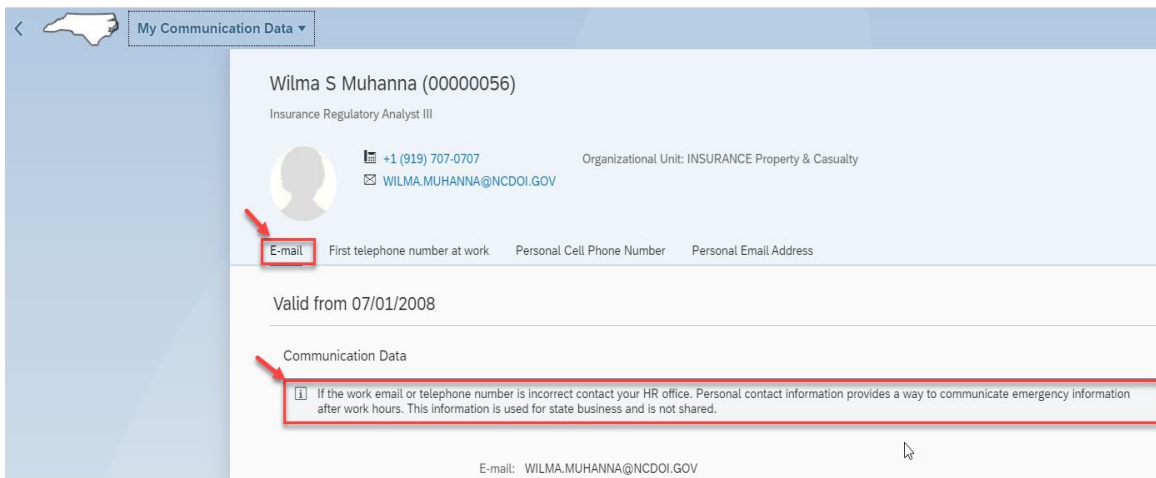 My Communication Data
Wilma S Muhanna (00000056)
Insurance Regulatory Analyst III
+1 (919) 707-0707 Organizational Unit: INSURANCE Property & Casualty
WILMA.MUHANNA@NCDOI.GOV
E-mail First telephone number at work Personal Cell Phone Number Personal Email Address
Valid from 07/01/2008
Communication Data
If the work email or telephone number is incorrect contact your HR office. Personal contact information provides a way to communicate emergency information
after work hours. This information is used for state business and is not shared.
E-mail: WILMA.MUHANNA@NCDOI.GOV